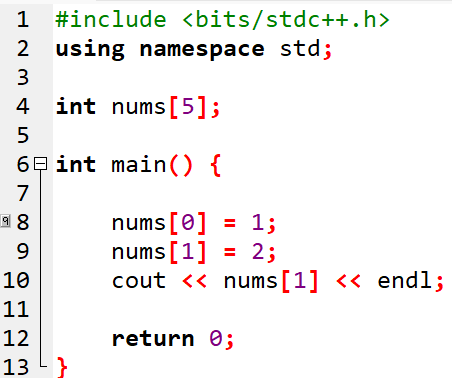 1 #include <bits/stdc++.h>
2 using namespace std;
3
4 int nums[5];
5
6 int main() {
7
8 nums[0] = 1;
9 nums[1] = 2;
10 cout << nums[1] << endl;
11
12 return 0;
13 }